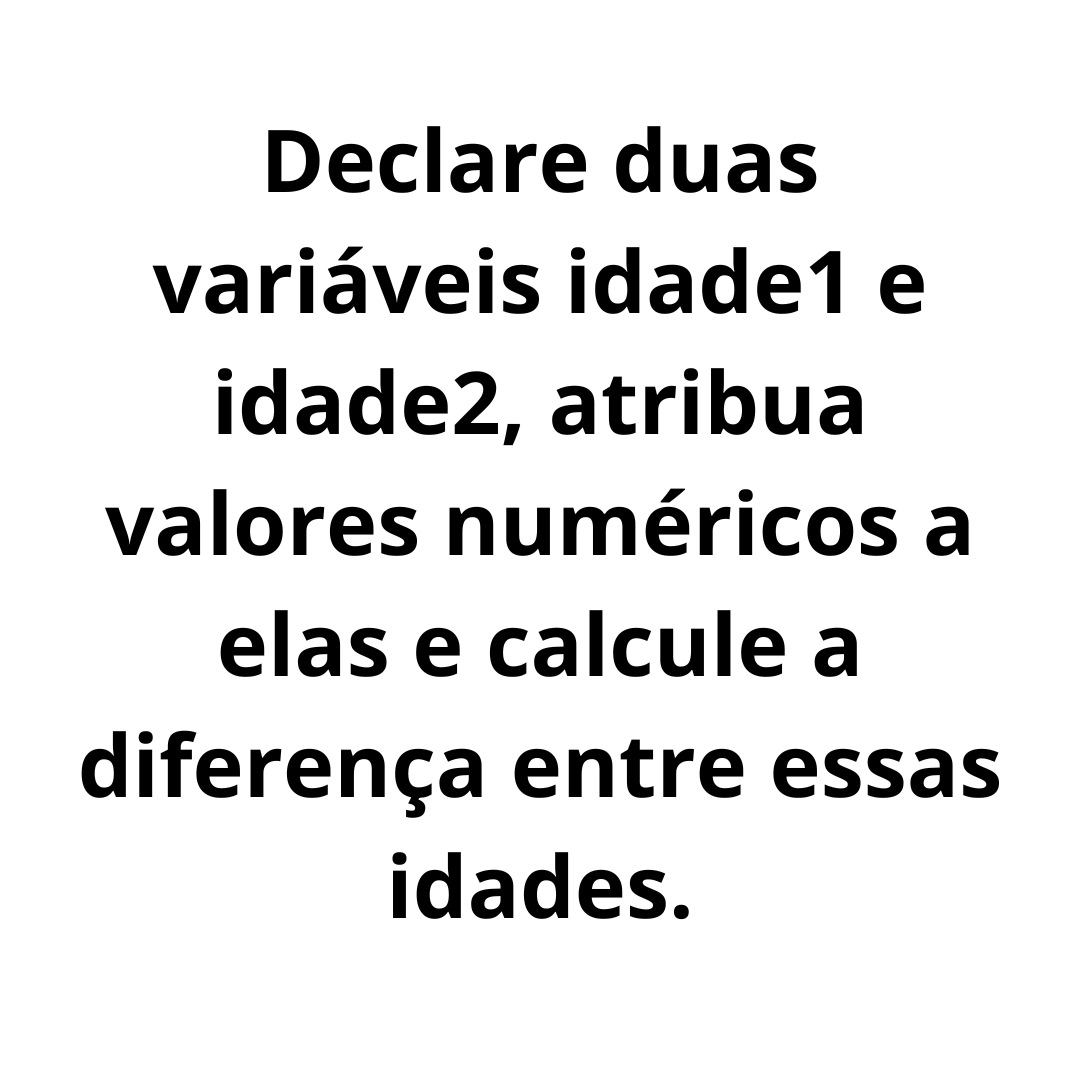 Declare duas
variáveis idade1 e
idade2, atribua
valores numéricos a
elas e calcule a
diferença entre essas
idades.